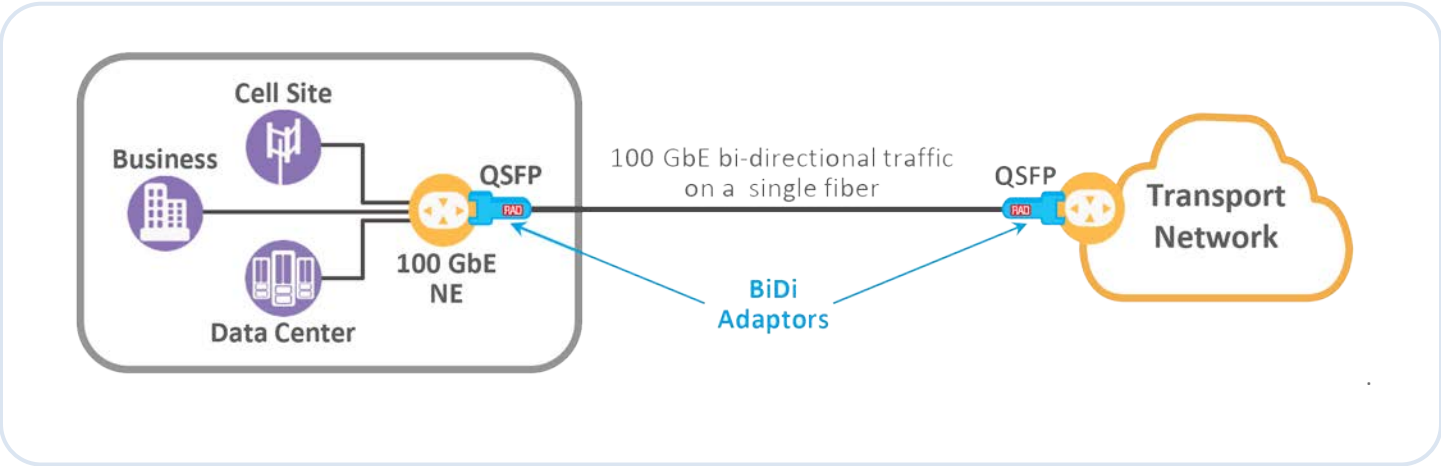 Cell Site
Business
QSFP
100 GbE bi-directional traffic
on a single fiber
QSFP
RAD
RAD
Transport
Network
100 GbE
NE
Data Center
BiDi
Adaptors
.